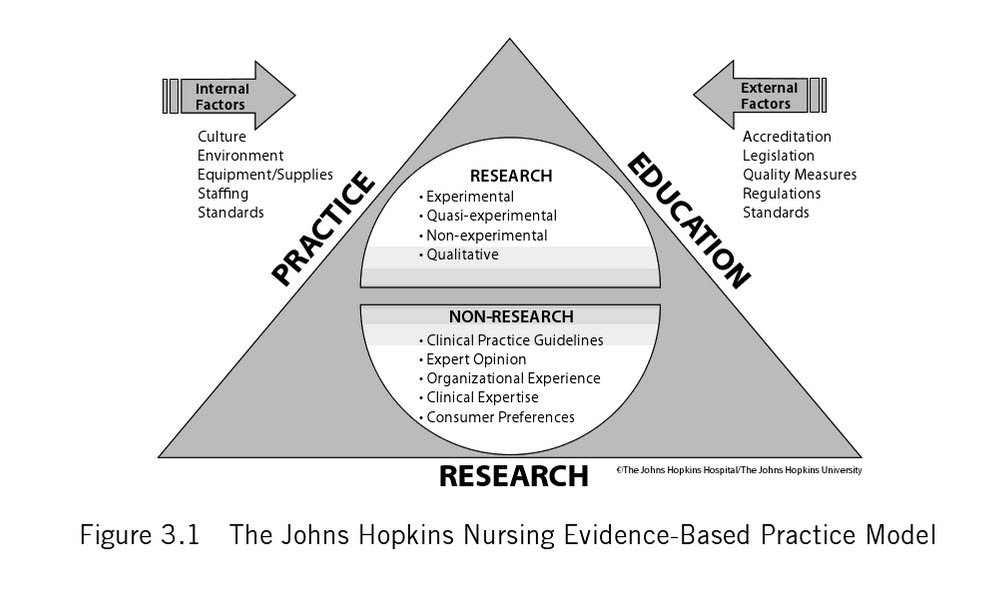 Internal
Factors
Culture
Environment
Equipment/Supplies
Staffing
Standards
External
Factors
Accreditation
Legislation
Quality Measures
Regulations
Standards
PRACTICE
EDUCATION
RESEARCH
• Experimental
• Quasi-experimental
• Non-experimental
• Qualitative
NON-RESEARCH
• Clinical Practice Guidelines
• Expert Opinion
• Organizational Experience
• Clinical Expertise
• Consumer Preferences
RESEARCH
©The Johns Hopkins Hospital/The Johns Hopkins University
Figure 3.1 The Johns Hopkins Nursing Evidence-Based Practice Model